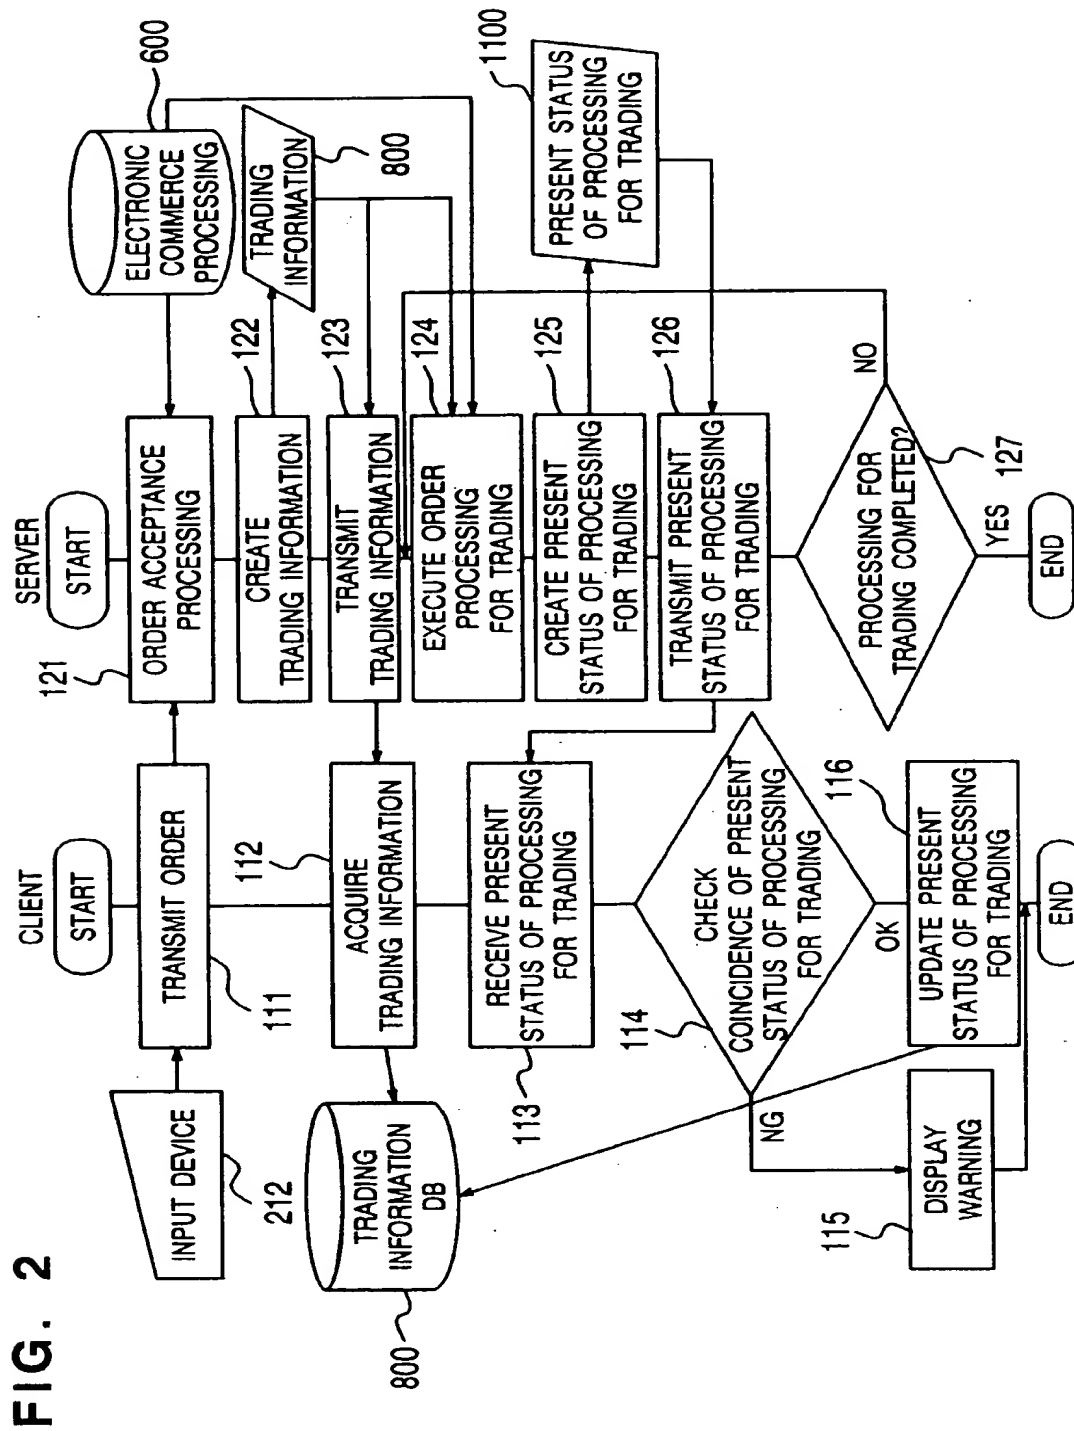 FIG. 2
CLIENT
START
INPUT DEVICE
212
TRANSMIT ORDER
111
ACQUIRE
TRADING INFORMATION
112
TRADING
INFORMATION
DB
800
RECEIVE PRESENT
STATUS OF PROCESSING
FOR TRADING
113
CHECK
COINCIDENCE OF PRESENT
STATUS OF PROCESSING
FOR TRADING
114
NG
OK
DISPLAY
WARNING
115
UPDATE PRESENT
STATUS OF PROCESSING
FOR TRADING
116
END
SERVER
START
ORDER ACCEPTANCE
PROCESSING
121
ELECTRONIC
COMMERCE
PROCESSING
600
CREATE
TRADING INFORMATION
122
TRADING
INFORMATION
800
TRANSMIT
TRADING INFORMATION
123
EXECUTE ORDER
PROCESSING
FOR TRADING
124
CREATE PRESENT
STATUS OF PROCESSING
FOR TRADING
125
PRESENT STATUS
OF PROCESSING
FOR TRADING
1100
TRANSMIT PRESENT
STATUS OF PROCESSING
FOR TRADING
126
PROCESSING FOR
TRADING COMPLETED?
127
NO
YES
END